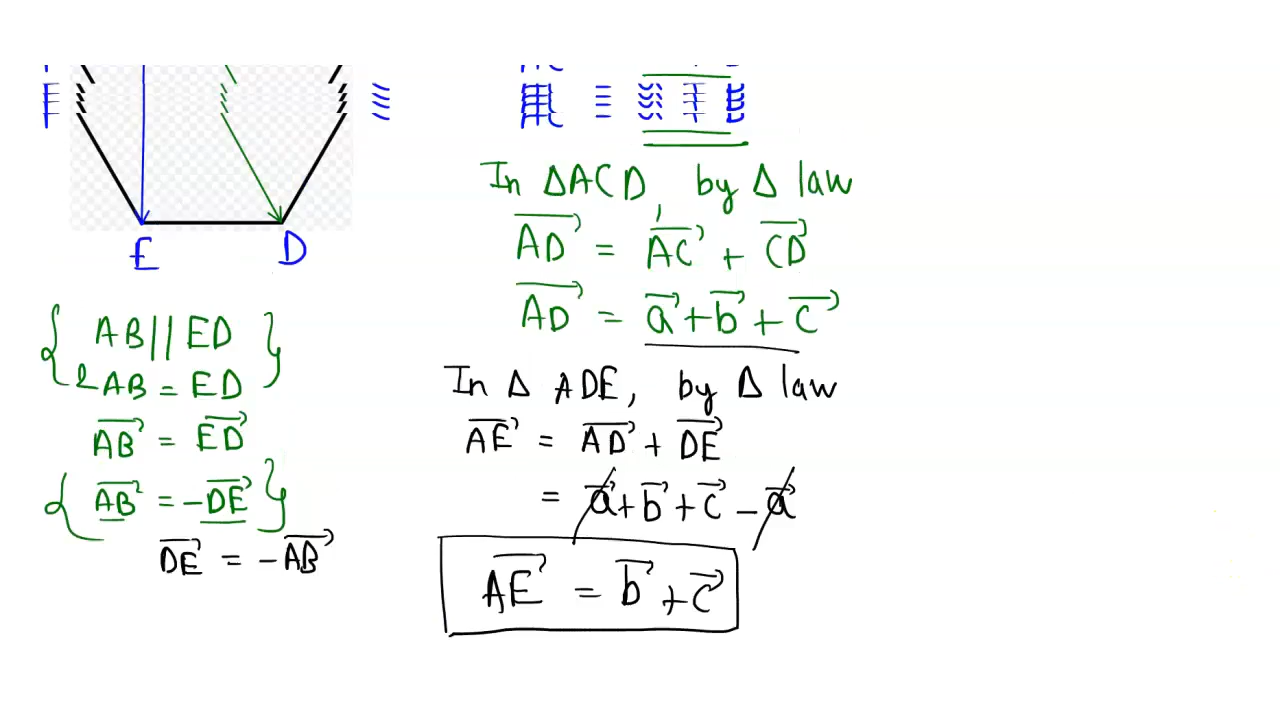 E D
{ AB || ED }
& AB = ED
AB⃗ = ED⃗
{ AB⃗ = -DE⃗ }
DE⃗ = -AB⃗
In ΔACD, by Δ law
AD⃗ = AC⃗ + CD⃗
AD⃗ = a⃗ + b⃗ + c⃗
In Δ ADE, by Δ law
AE⃗ = AD⃗ + DE⃗
= a⃗ + b⃗ + c⃗ - a⃗
AE⃗ = b⃗ + c⃗